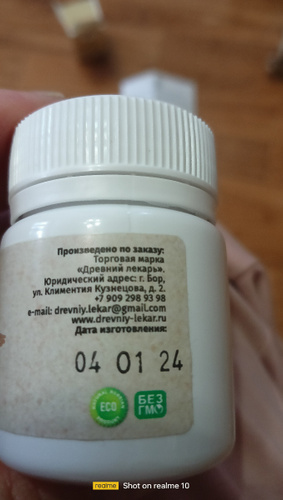 Произведено по заказу:
Торговая марка
«Древний лекарь».
Юридический адрес: г. Бор,
ул. Климентия Кузнецова, д. 2.
+7 909 298 93 98
e-mail: drevniy.lekar@gmail.com
www.drevniy-lekar.ru
Дата изготовления:
04 01 24
ECO
БЕЗ
ГМО
realme Shot on realme 10